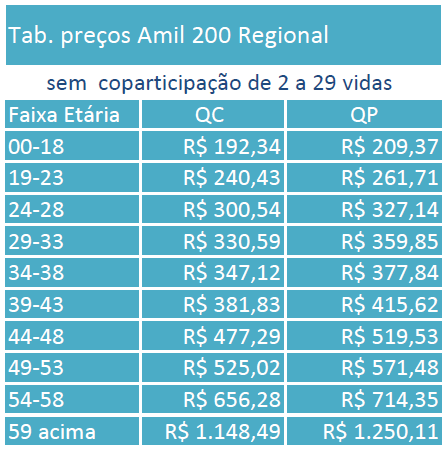 Tab. preços Amil 200 Regional
sem coparticipação de 2 a 29 vidas
Faixa Etária QC QP
00-18 R$ 192,34 R$ 209,37
19-23 R$ 240,43 R$ 261,71
24-28 R$ 300,54 R$ 327,14
29-33 R$ 330,59 R$ 359,85
34-38 R$ 347,12 R$ 377,84
39-43 R$ 381,83 R$ 415,62
44-48 R$ 477,29 R$ 519,53
49-53 R$ 525,02 R$ 571,48
54-58 R$ 656,28 R$ 714,35
59 acima R$ 1.148,49 R$ 1.250,11